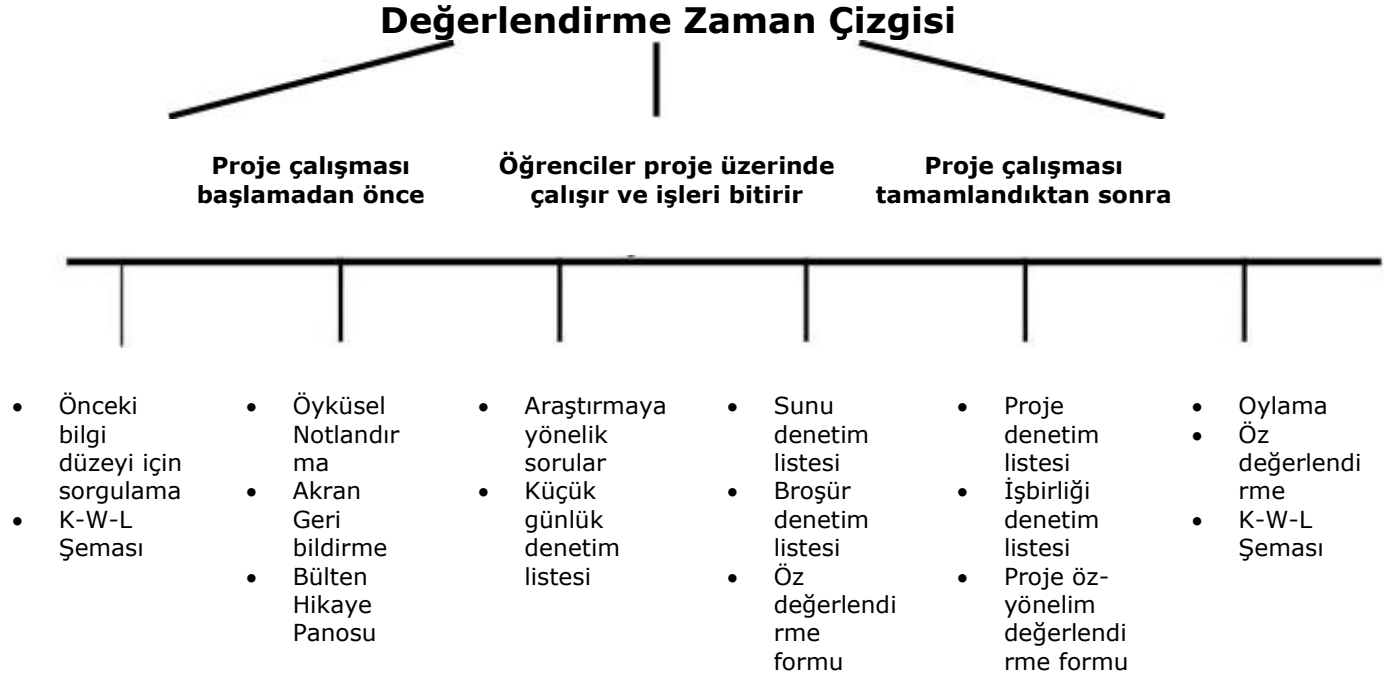 Değerlendirme Zaman Çizgisi
Proje çalışması
başlamadan önce
Öğrenciler proje üzerinde
çalışır ve işleri bitirir
Proje çalışması
tamamlandıktan sonra
• Önceki
bilgi
düzeyi için
sorgulama
• K-W-L
Şeması
• Öyküsel
Notlandır
ma
• Akran
Geri
bildirme
• Bülten
Hikaye
Panosu
• Araştırmaya
yönelik
sorular
• Küçük
günlük
denetim
listesi
• Sunu
denetim
listesi
• Broşür
denetim
listesi
• Öz
değerlendi
rme
formu
• Proje
denetim
listesi
• İşbirliği
denetim
listesi
• Proje öz-
yönelim
değerlendi
rme formu
• Oylama
• Öz
değerlendi
rme
• K-W-L
Şeması